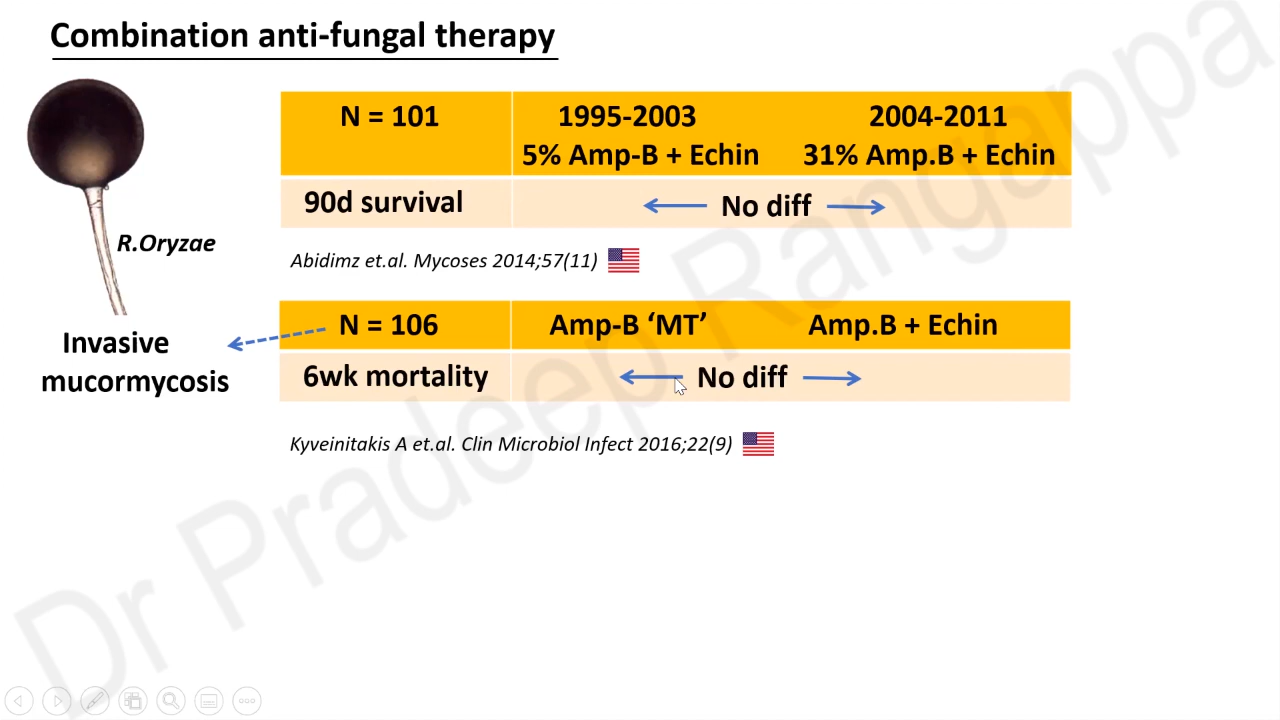 Combination anti-fungal therapy
N = 101
1995-2003
2004-2011
5% Amp-B + Echin
31% Amp.B + Echin
90d survival
No diff
R.Oryzae
Abidimz et.al. Mycoses 2014;57(11)
N = 106
Amp-B ‘MT’
Amp.B + Echin
Invasive
mucormycosis
6wk mortality
No diff
Kyveinitakis A et.al. Clin Microbiol Infect 2016;22(9)
Dr Pradeep Rangappa